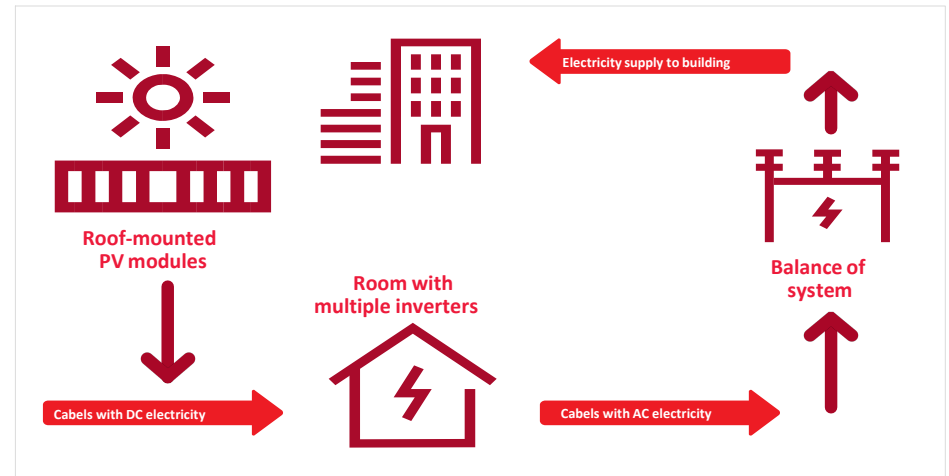 Electricity supply to building
Roof-mounted
PV modules
Room with
multiple inverters
Balance of
system
Cabels with DC electricity
Cabels with AC electricity